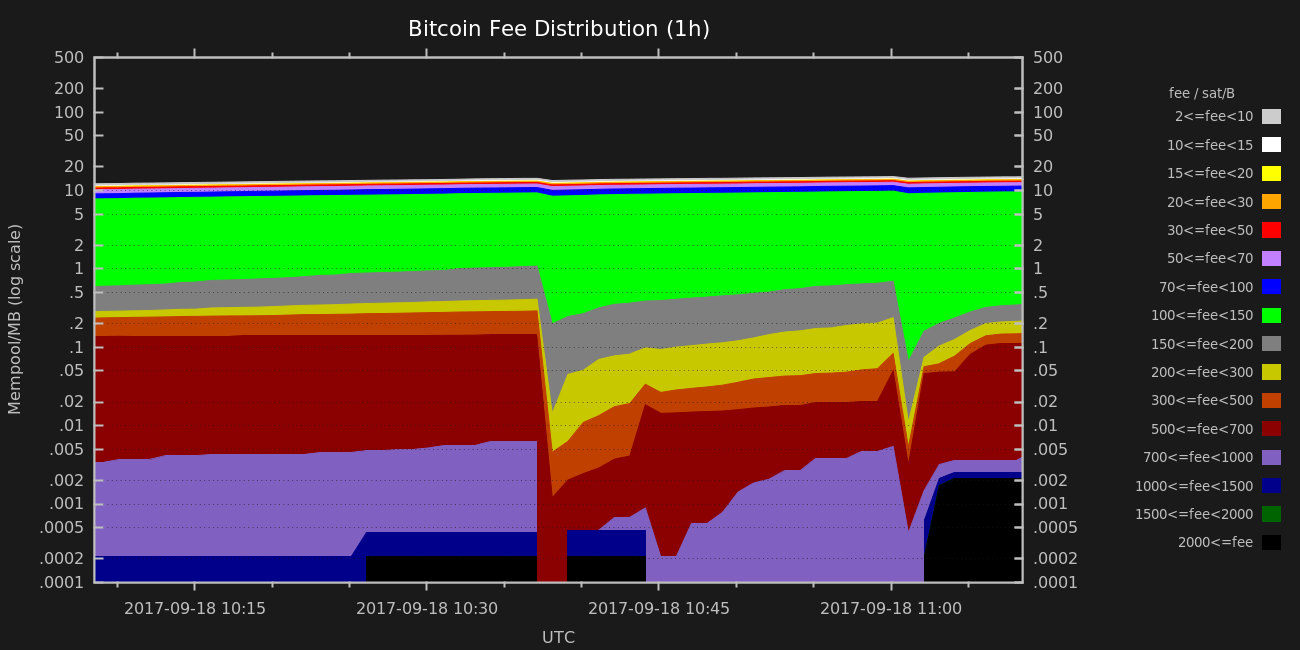 Bitcoin Fee Distribution (1h)
500
200
100
50
20
10
5
2
1
.5
.2
.1
.05
.02
.01
.005
.002
.001
.0005
.0002
.0001
Mempool/MB (log scale)
500
200
100
50
20
10
5
2
1
.5
.2
.1
.05
.02
.01
.005
.002
.001
.0005
.0002
.0001
2017-09-18 10:15 2017-09-18 10:30 2017-09-18 10:45 2017-09-18 11:00
UTC
fee / sat/B
2<=fee<10
10<=fee<15
15<=fee<20
20<=fee<30
30<=fee<50
50<=fee<70
70<=fee<100
100<=fee<150
150<=fee<200
200<=fee<300
300<=fee<500
500<=fee<700
700<=fee<1000
1000<=fee<1500
1500<=fee<2000
2000<=fee